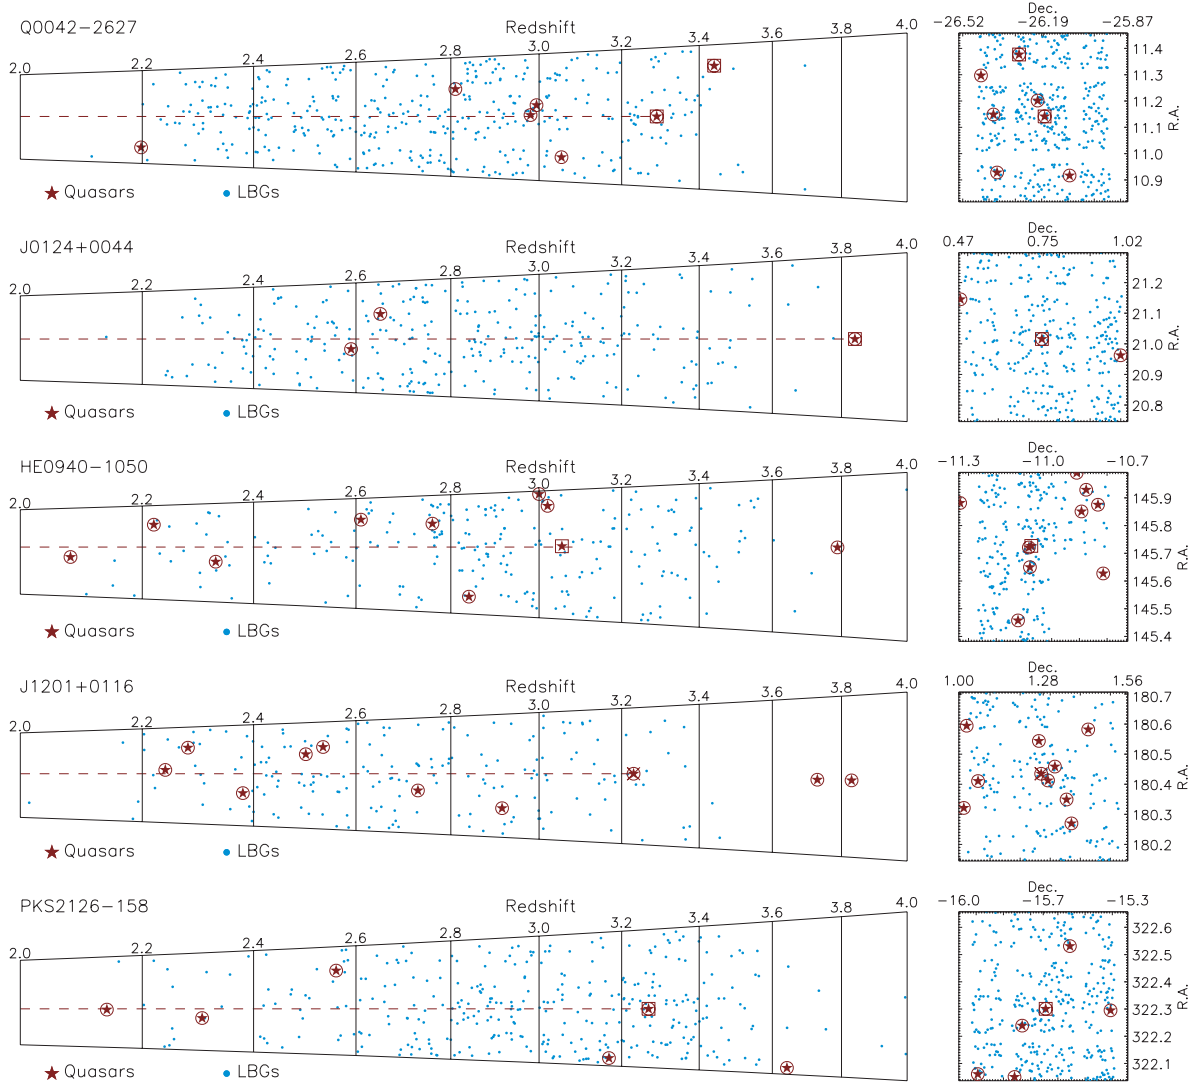 Q0042−2627
Redshift
2.0 2.2 2.4 2.6 2.8 3.0 3.2 3.4 3.6 3.8 4.0
Quasars LBGs
Dec.
−26.52 −26.19 −25.87
11.4
11.3
11.2
11.1
11.0
10.9
R.A.
J0124+0044
Redshift
2.0 2.2 2.4 2.6 2.8 3.0 3.2 3.4 3.6 3.8 4.0
Quasars LBGs
Dec.
0.47 0.75 1.02
21.2
21.1
21.0
20.9
20.8
R.A.
HE0940−1050
Redshift
2.0 2.2 2.4 2.6 2.8 3.0 3.2 3.4 3.6 3.8 4.0
Quasars LBGs
Dec.
−11.3 −11.0 −10.7
145.9
145.8
145.7
145.6
145.5
145.4
R.A.
J1201+0116
Redshift
2.0 2.2 2.4 2.6 2.8 3.0 3.2 3.4 3.6 3.8 4.0
Quasars LBGs
Dec.
1.00 1.28 1.56
180.7
180.6
180.5
180.4
180.3
180.2
R.A.
PKS2126−158
Redshift
2.0 2.2 2.4 2.6 2.8 3.0 3.2 3.4 3.6 3.8 4.0
Quasars LBGs
Dec.
−16.0 −15.7 −15.3
322.6
322.5
322.4
322.3
322.2
322.1
R.A.